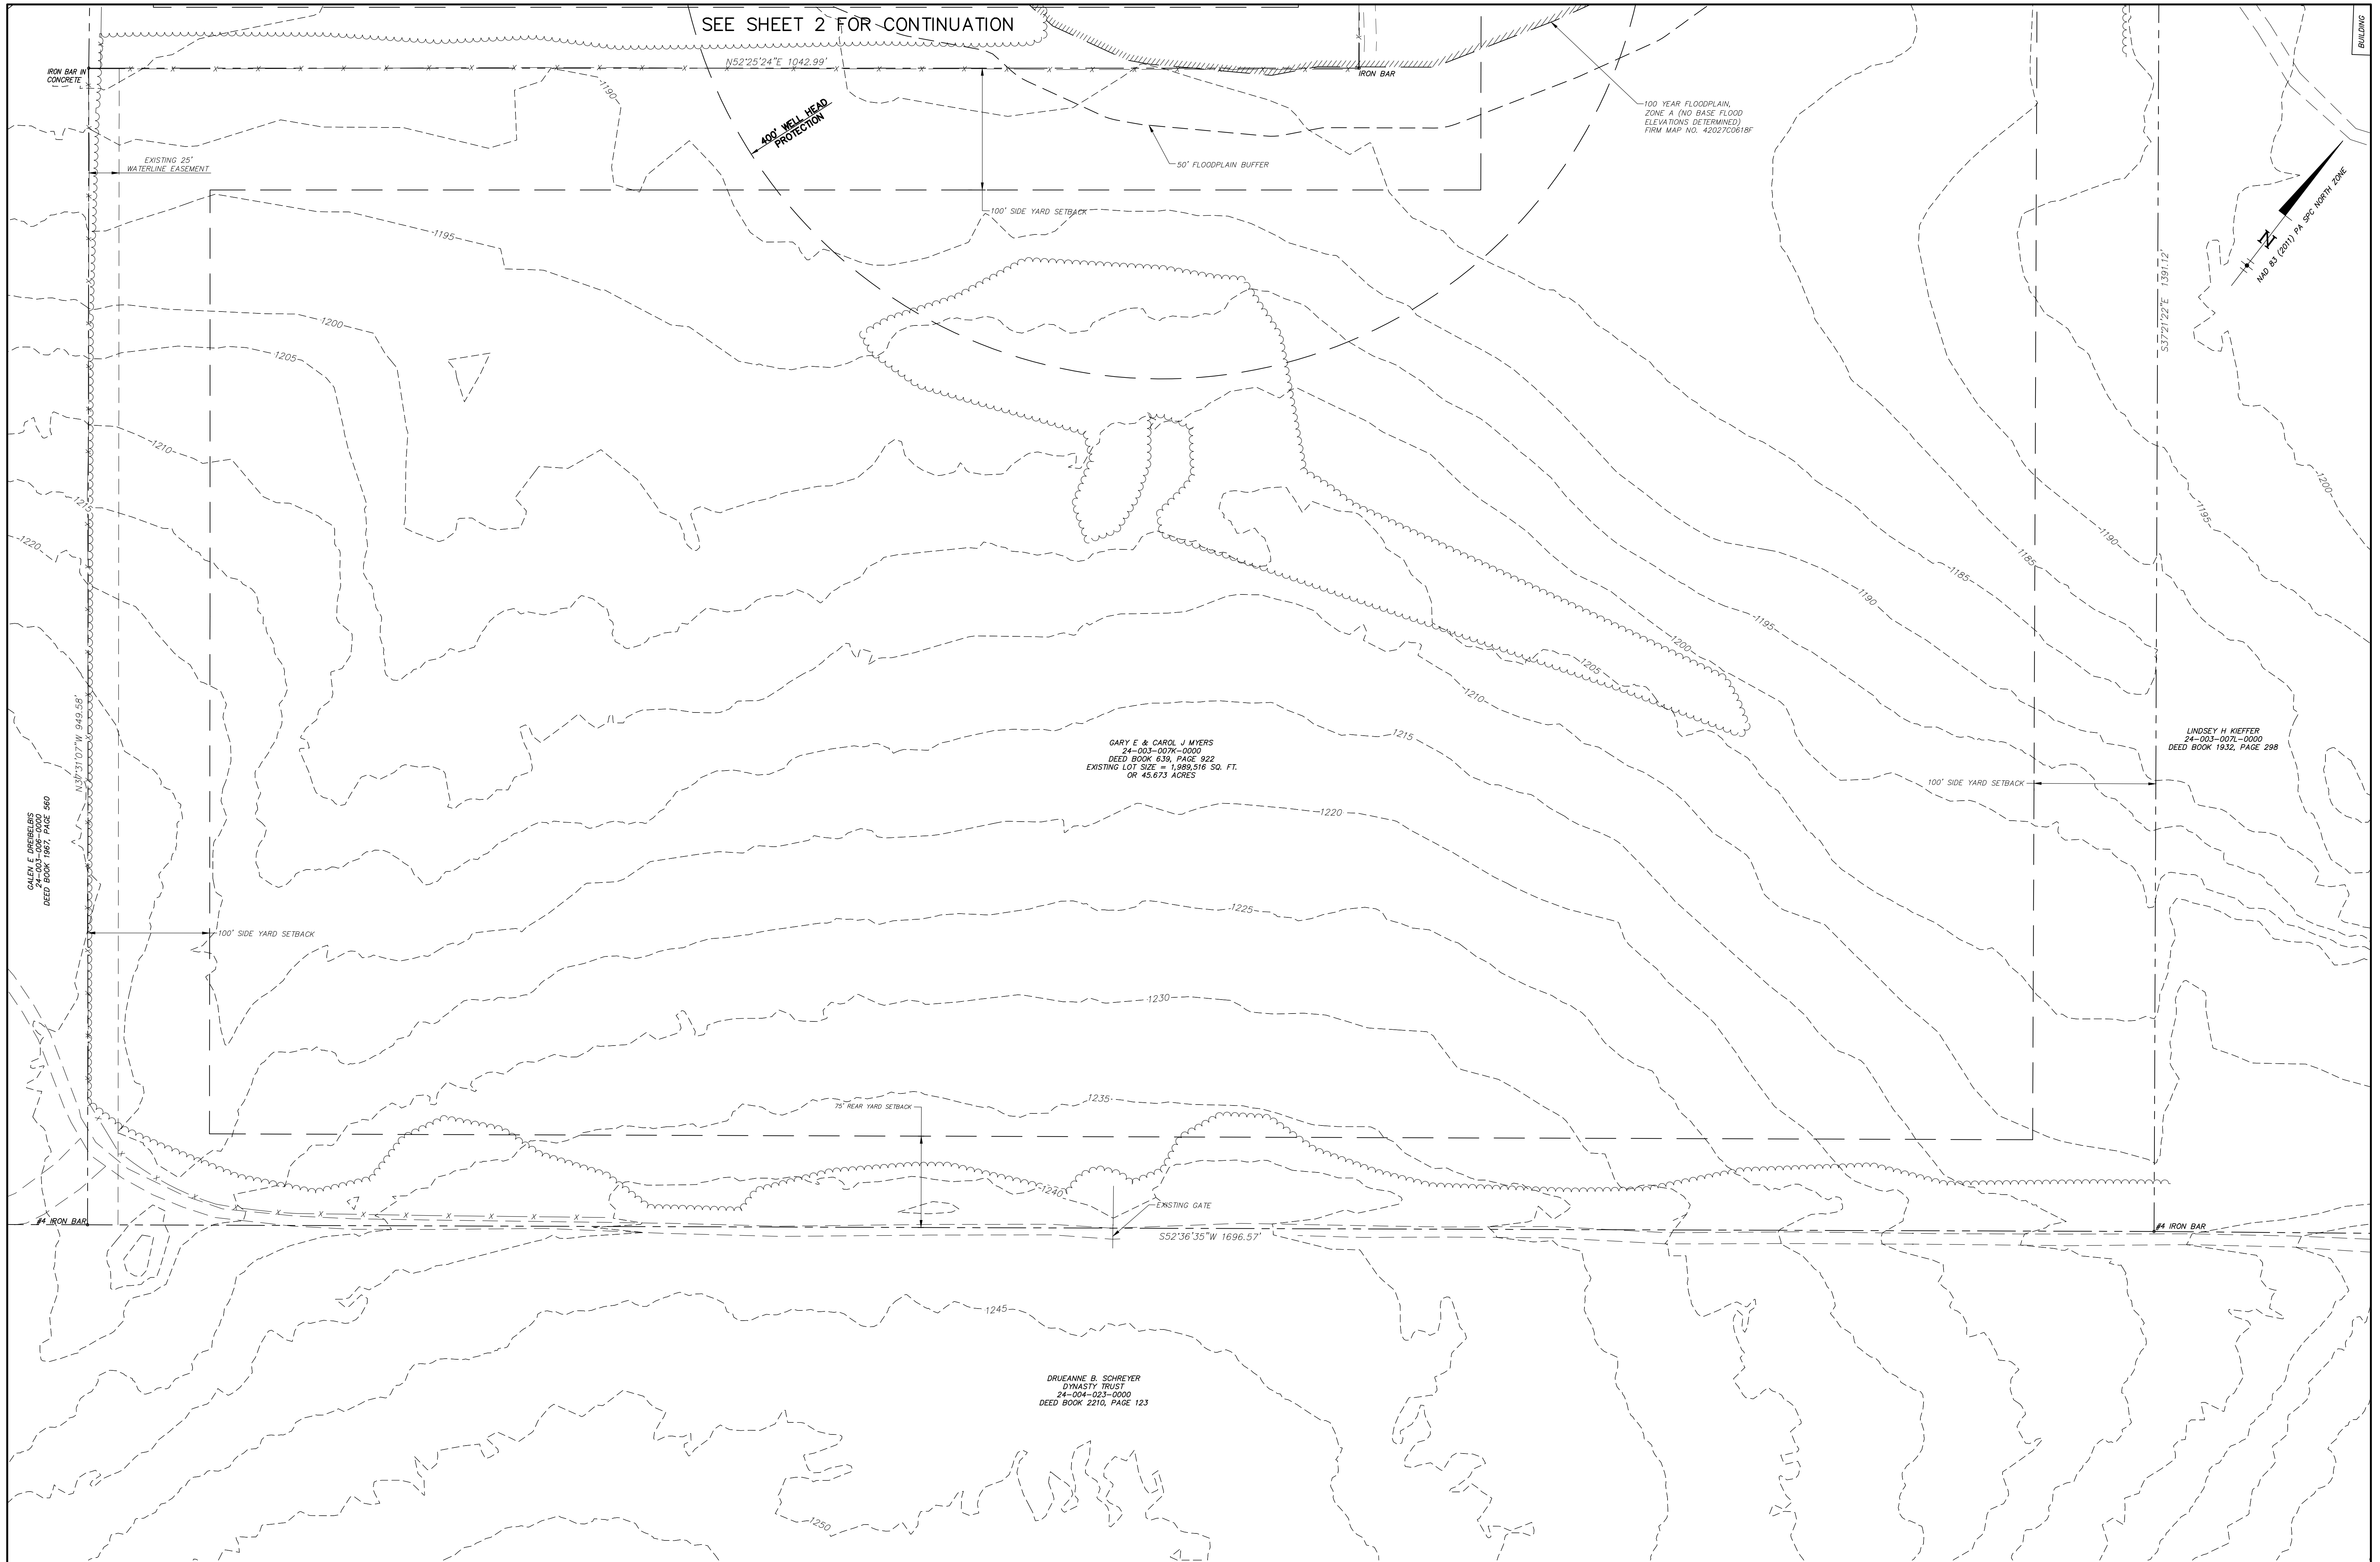 SEE SHEET 2 FOR CONTINUATION
BUILDING
IRON BAR IN
CONCRETE
N52°25'24"E 1042.99'
IRON BAR
1190
400' WELL HEAD
PROTECTION
100 YEAR FLOODPLAIN,
ZONE A (NO BASE FLOOD
ELEVATIONS DETERMINED)
FIRM MAP NO. 42027C0618F
EXISTING 25'
WATERLINE EASEMENT
50' FLOODPLAIN BUFFER
N
NAD 83 (2011) PA SPC NORTH ZONE
100' SIDE YARD SETBACK
1195
S37°21'22"E 1391.12'
1200
1205
1210
1215
1220
1200
1195
1190
1185
1185
1190
1195
1200
1205
1210
1215
N37°31'07"W 949.58'
GARY E & CAROL J MYERS
24-003-007K-0000
DEED BOOK 639, PAGE 922
EXISTING LOT SIZE = 1,989,516 SQ. FT.
OR 45.673 ACRES
LINDSEY H KIEFFER
24-003-007L-0000
DEED BOOK 1932, PAGE 298
100' SIDE YARD SETBACK
1220
GALEN E DREIBELBIS
24-003-006-0000
DEED BOOK 1967, PAGE 560
1225
100' SIDE YARD SETBACK
1230
1235
75' REAR YARD SETBACK
1240
EXISTING GATE
#4 IRON BAR
S52°36'35"W 1696.57'
#4 IRON BAR
1245
DRUEANNE B. SCHREYER
DYNASTY TRUST
24-004-023-0000
DEED BOOK 2210, PAGE 123
1250